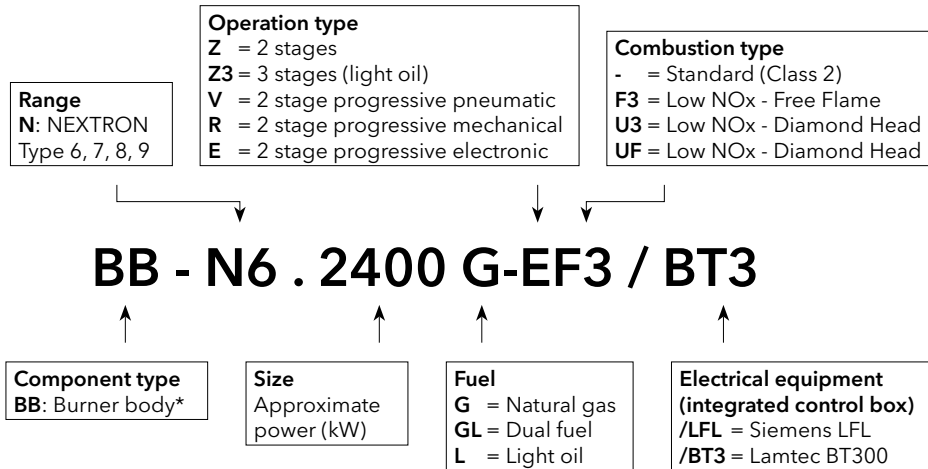 Operation type
Z = 2 stages
Z3 = 3 stages (light oil)
V = 2 stage progressive pneumatic
R = 2 stage progressive mechanical
E = 2 stage progressive electronic
Combustion type
- = Standard (Class 2)
F3 = Low NOx - Free Flame
U3 = Low NOx - Diamond Head
UF = Low NOx - Diamond Head
Range
N: NEXTRON
Type 6, 7, 8, 9
BB - N6 . 2400 G-EF3 / BT3
Component type
BB: Burner body*
Size
Approximate
power (kW)
Fuel
G = Natural gas
GL = Dual fuel
L = Light oil
Electrical equipment
(integrated control box)
/LFL = Siemens LFL
/BT3 = Lamtec BT300